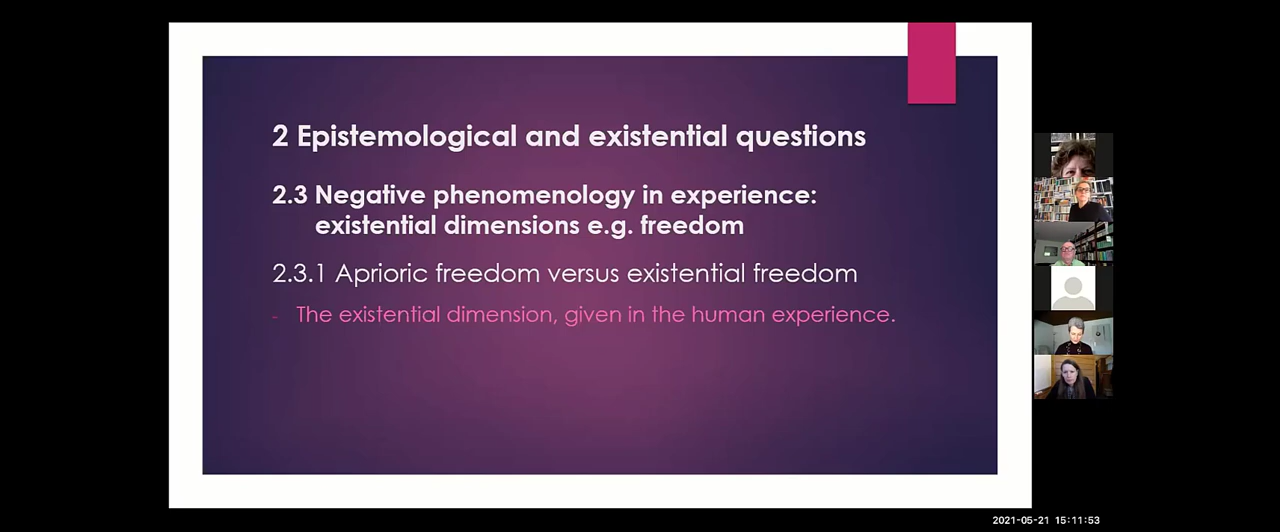 2 Epistemological and existential questions
2.3 Negative phenomenology in experience:
existential dimensions e.g. freedom
2.3.1 Aprioric freedom versus existential freedom
- The existential dimension, given in the human experience.
2021-05-21 15:11:53